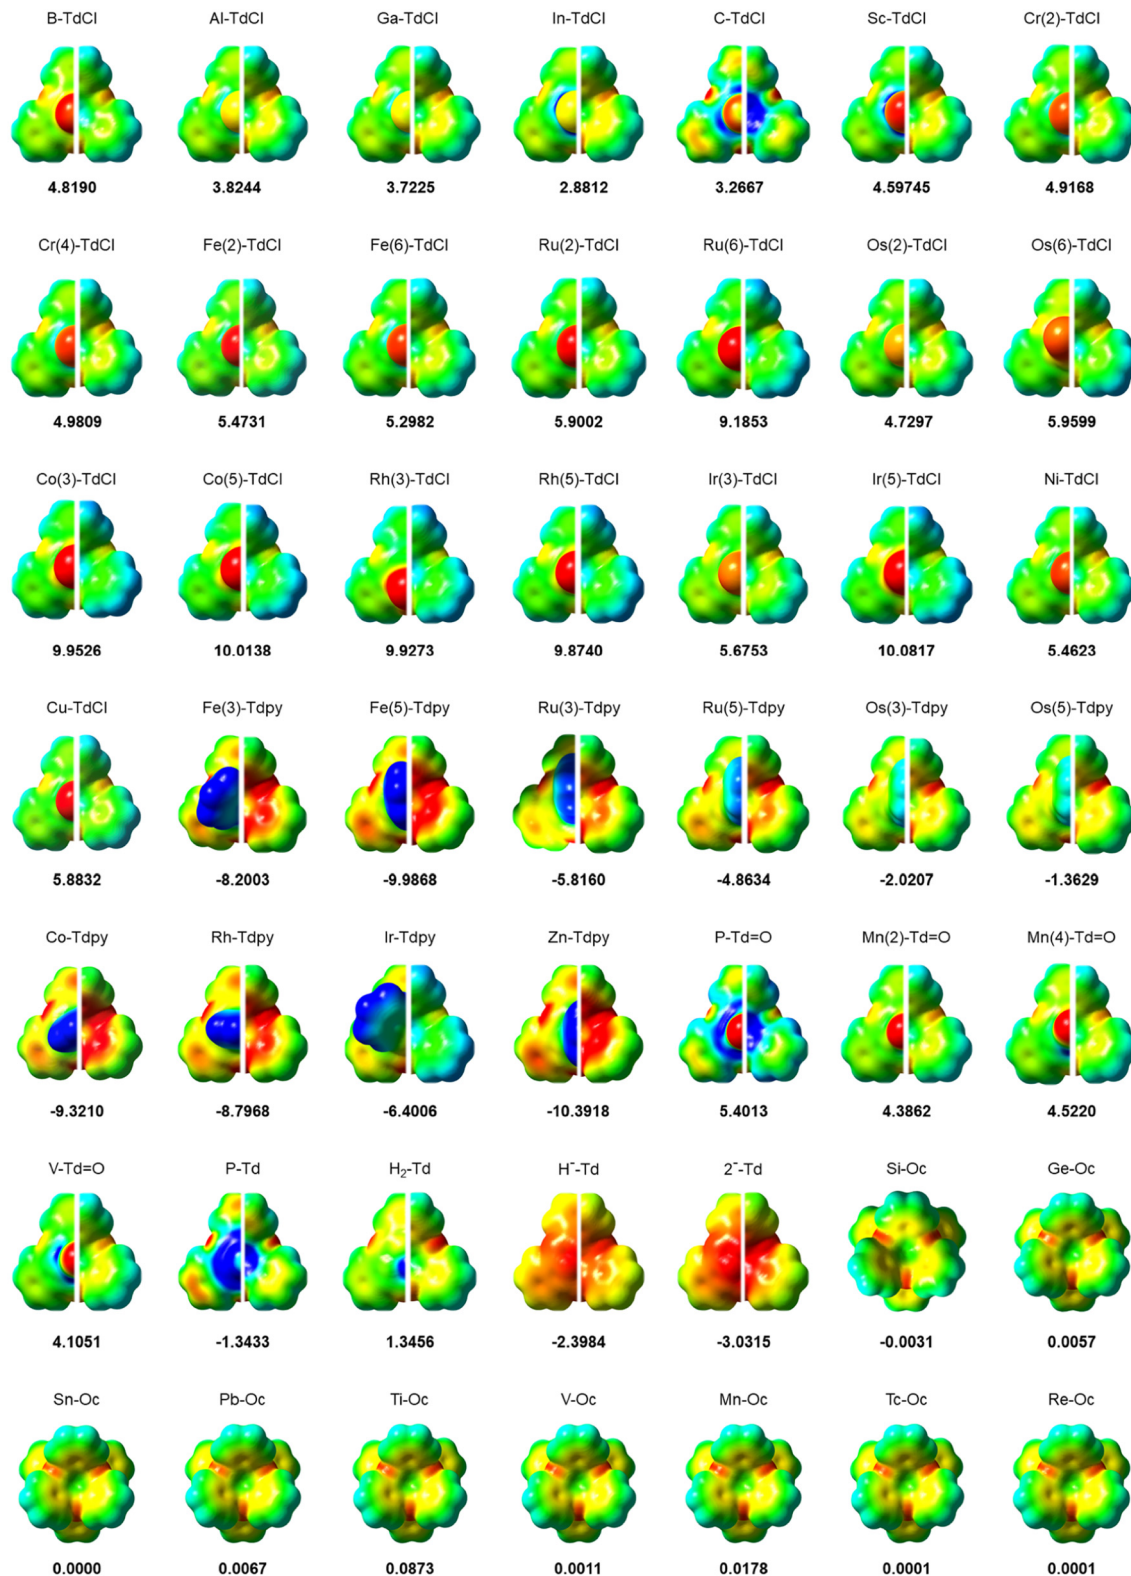 B-TdCl Al-TdCl Ga-TdCl In-TdCl C-TdCl Sc-TdCl Cr(2)-TdCl
4.8190 3.8244 3.7225 2.8812 3.2667 4.59745 4.9168
Cr(4)-TdCl Fe(2)-TdCl Fe(6)-TdCl Ru(2)-TdCl Ru(6)-TdCl Os(2)-TdCl Os(6)-TdCl
4.9809 5.4731 5.2982 5.9002 9.1853 4.7297 5.9599
Co(3)-TdCl Co(5)-TdCl Rh(3)-TdCl Rh(5)-TdCl Ir(3)-TdCl Ir(5)-TdCl Ni-TdCl
9.9526 10.0138 9.9273 9.8740 5.6753 10.0817 5.4623
Cu-TdCl Fe(3)-Tdpy Fe(5)-Tdpy Ru(3)-Tdpy Ru(5)-Tdpy Os(3)-Tdpy Os(5)-Tdpy
5.8832 -8.2003 -9.9868 -5.8160 -4.8634 -2.0207 -1.3629
Co-Tdpy Rh-Tdpy Ir-Tdpy Zn-Tdpy P-Td=O Mn(2)-Td=O Mn(4)-Td=O
-9.3210 -8.7968 -6.4006 -10.3918 5.4013 4.3862 4.5220
V-Td=O P-Td H₂-Td H⁻-Td 2⁻-Td Si-Oc Ge-Oc
4.1051 -1.3433 1.3456 -2.3984 -3.0315 -0.0031 0.0057
Sn-Oc Pb-Oc Ti-Oc V-Oc Mn-Oc Tc-Oc Re-Oc
0.0000 0.0067 0.0873 0.0011 0.0178 0.0001 0.0001